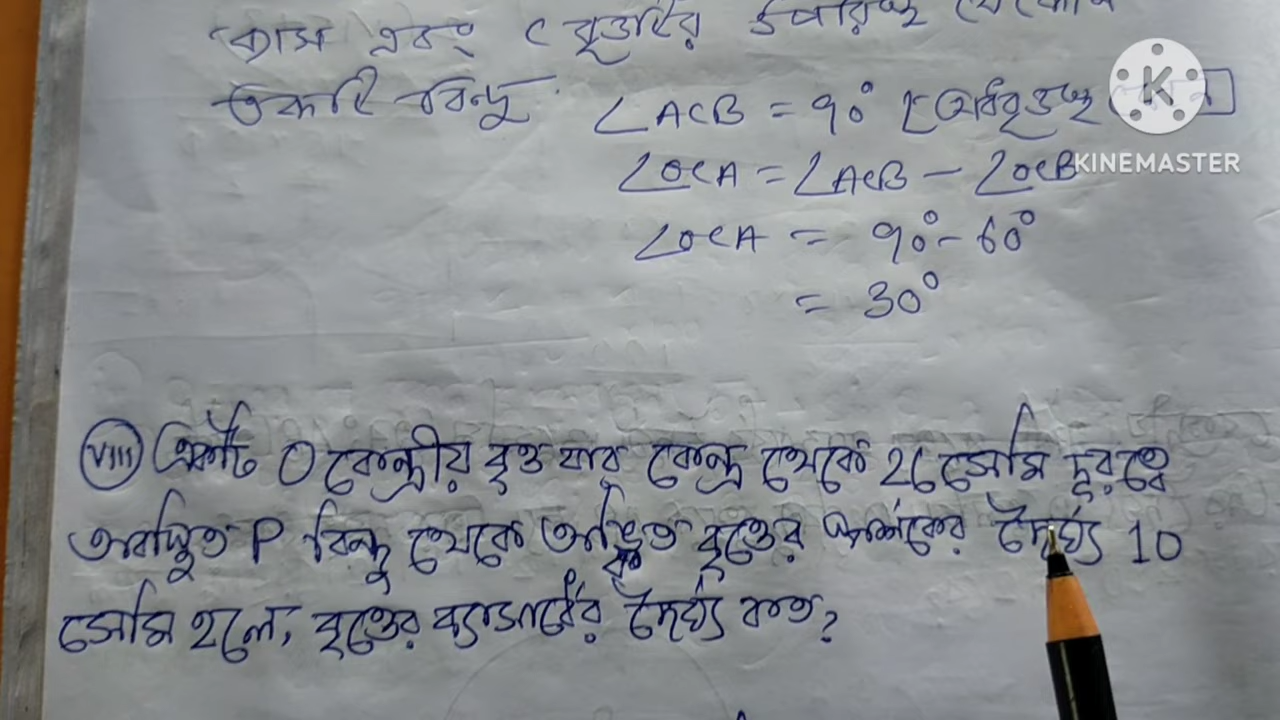 ব্যাস এবং C বৃত্তটির উপরিস্থ যেকোন
একটি বিন্দু
∠ACB = 90° [অর্ধবৃত্তস্থ
∠OCA = ∠ACB - ∠OCB
∠OCA = 90° - 60°
= 30°
K
KINEMASTER
(VIII) একটি O কেন্দ্রীয় বৃত্ত যার কেন্দ্র থেকে 26 সেমি দূরত্বে
অবস্থিত P বিন্দু থেকে অঙ্কিত বৃত্তের স্পর্শকের দৈর্ঘ্য 10
সেমি হলে, বৃত্তের ব্যাসার্ধের দৈর্ঘ্য কত?